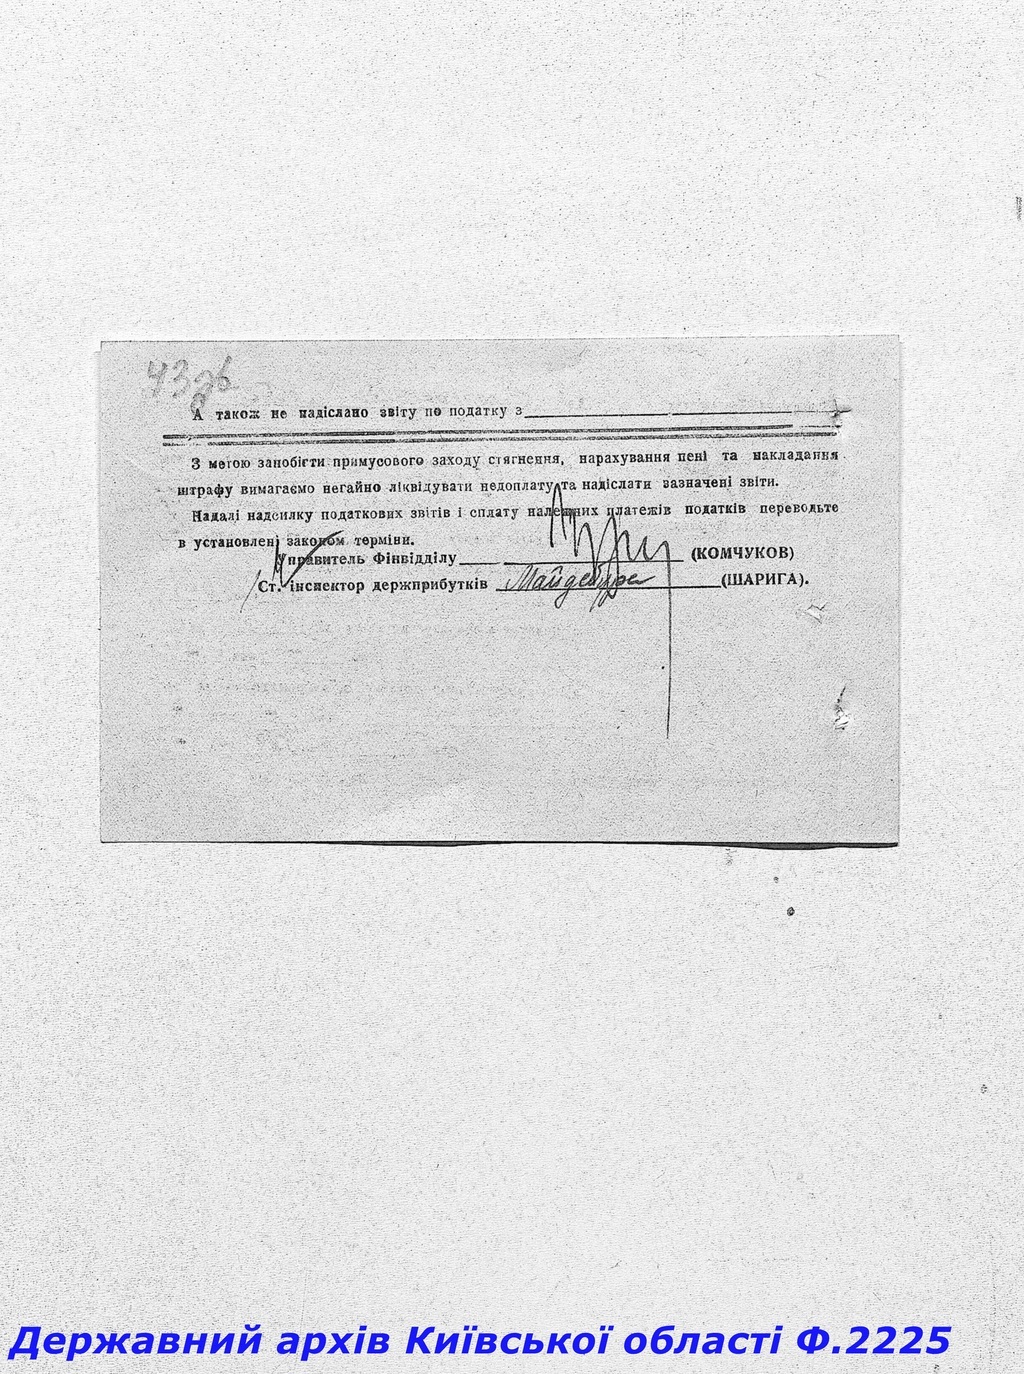 43зв
А також не надіслано звіту по податку з
З метою запобігти примусового заходу стягнення, нарахування пені та накладання
штрафу вимагаємо негайно ліквідувати недоплату та надіслати зазначені звіти.
Надалі надсилку податкових звітів і сплату належних платежів податків переводьте
в установлені законом терміни.
Управитель Фінвідділу (КОМЧУКОВ)
Ст. інспектор держприбутків (ШАРИГА).
Державний архів Київської області Ф.2225